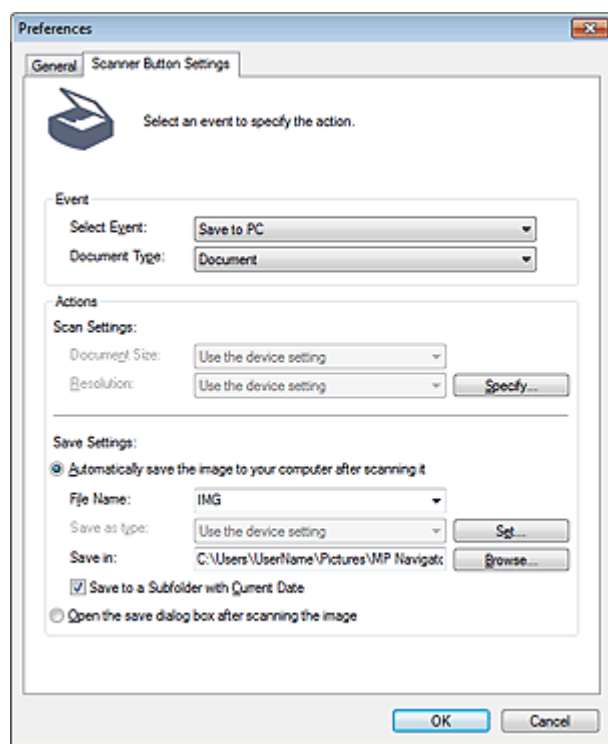 Preferences
General Scanner Button Settings
Select an event to specify the action.
Event
Select Event: Save to PC
Document Type: Document
Actions
Scan Settings:
Document Size: Use the device setting
Resolution: Use the device setting Specify...
Save Settings:
Automatically save the image to your computer after scanning it
File Name: IMG
Save as type: Use the device setting Set...
Save in: C:\Users\UserName\Pictures\MP Navigatc Browse...
Save to a Subfolder with Current Date
Open the save dialog box after scanning the image
OK Cancel